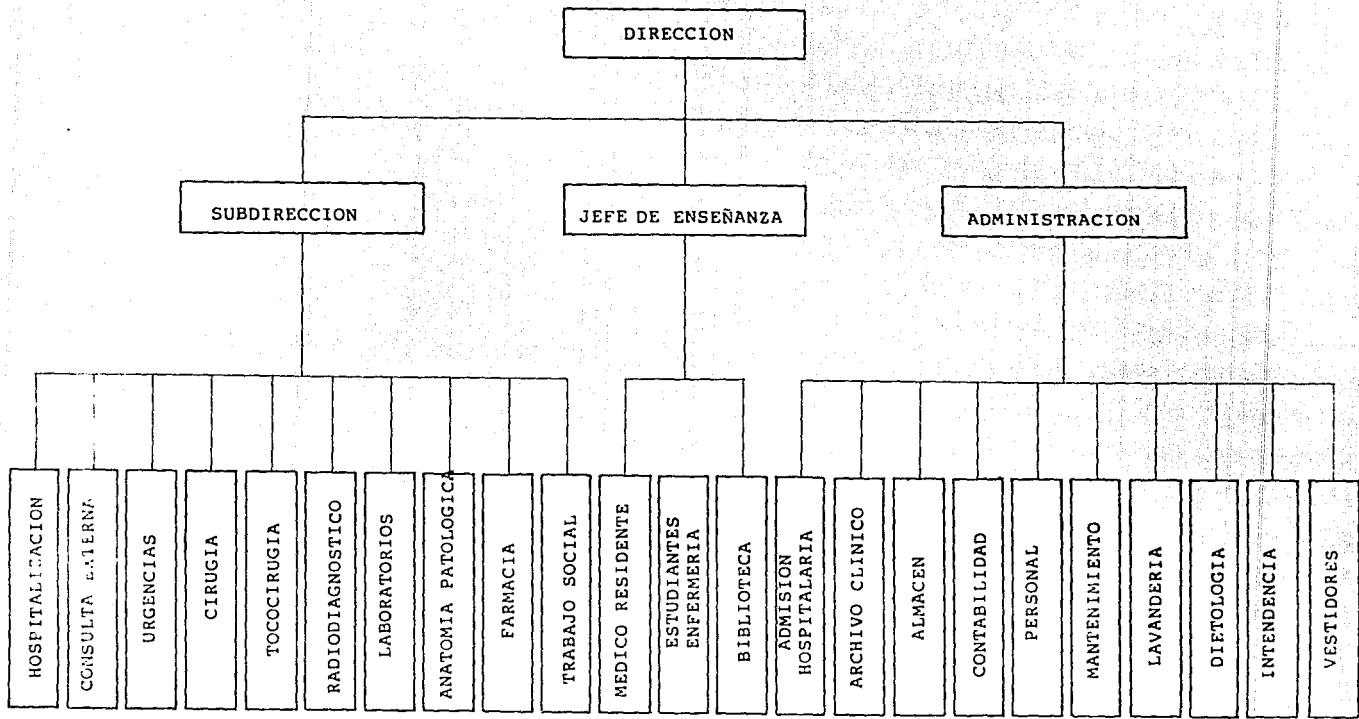 DIRECCION
SUBDIRECCION
JEFE DE ENSEÑANZA
ADMINISTRACION
HOSPITALIZACION
CONSULTA EXTERNA
URGENCIAS
CIRUGIA
TOCOCIRUGIA
RADIODIAGNOSTICO
LABORATORIOS
ANATOMIA PATOLOGICA
FARMACIA
TRABAJO SOCIAL
MEDICO RESIDENTE
ESTUDIANTES
ENFERMERIA
BIBLIOTECA
ADMISION
HOSPITALARIA
ARCHIVO CLINICO
ALMACEN
CONTABILIDAD
PERSONAL
MANTENIMIENTO
LAVANDERIA
DIETOLOGIA
INTENDENCIA
VESTIDORES